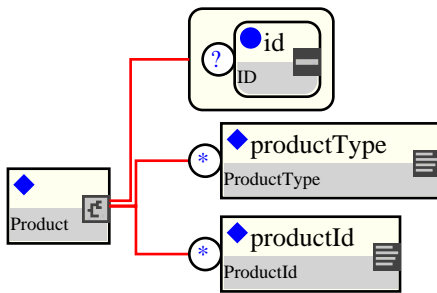 ? id
ID
* productType
ProductType
Product
* productId
ProductId